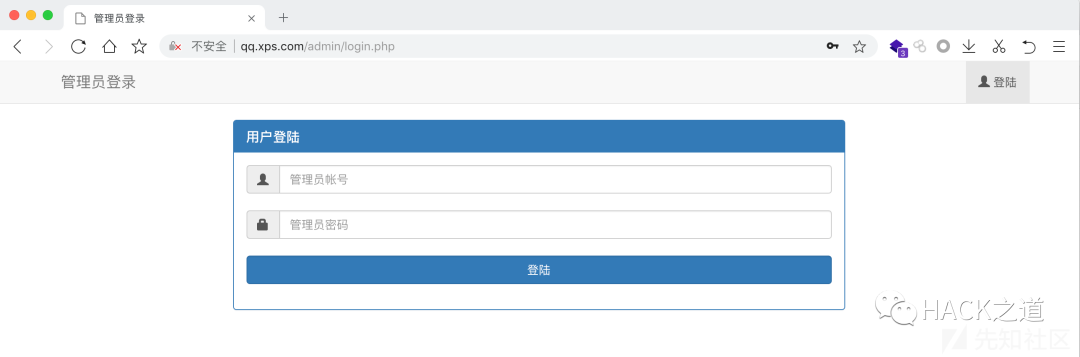 管理员登录
不安全 qq.xps.com/admin/login.php
3
管理员登录
登陆
用户登陆
管理员帐号
管理员密码
登陆
HACK之道
先知社区